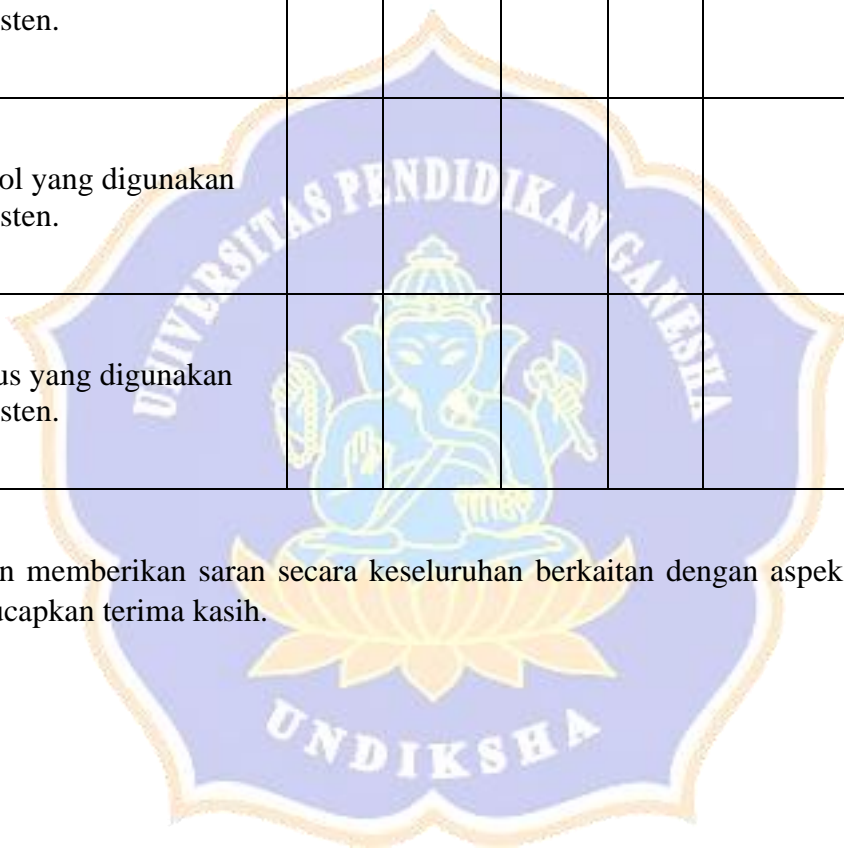 sten.
ol yang digunakan
sten.
us yang digunakan
sten.
n memberikan saran secara keseluruhan berkaitan dengan aspek
ucapkan terima kasih.
UNIVERSITAS PENDIDIKAN GANESHA
UNDIKSHA